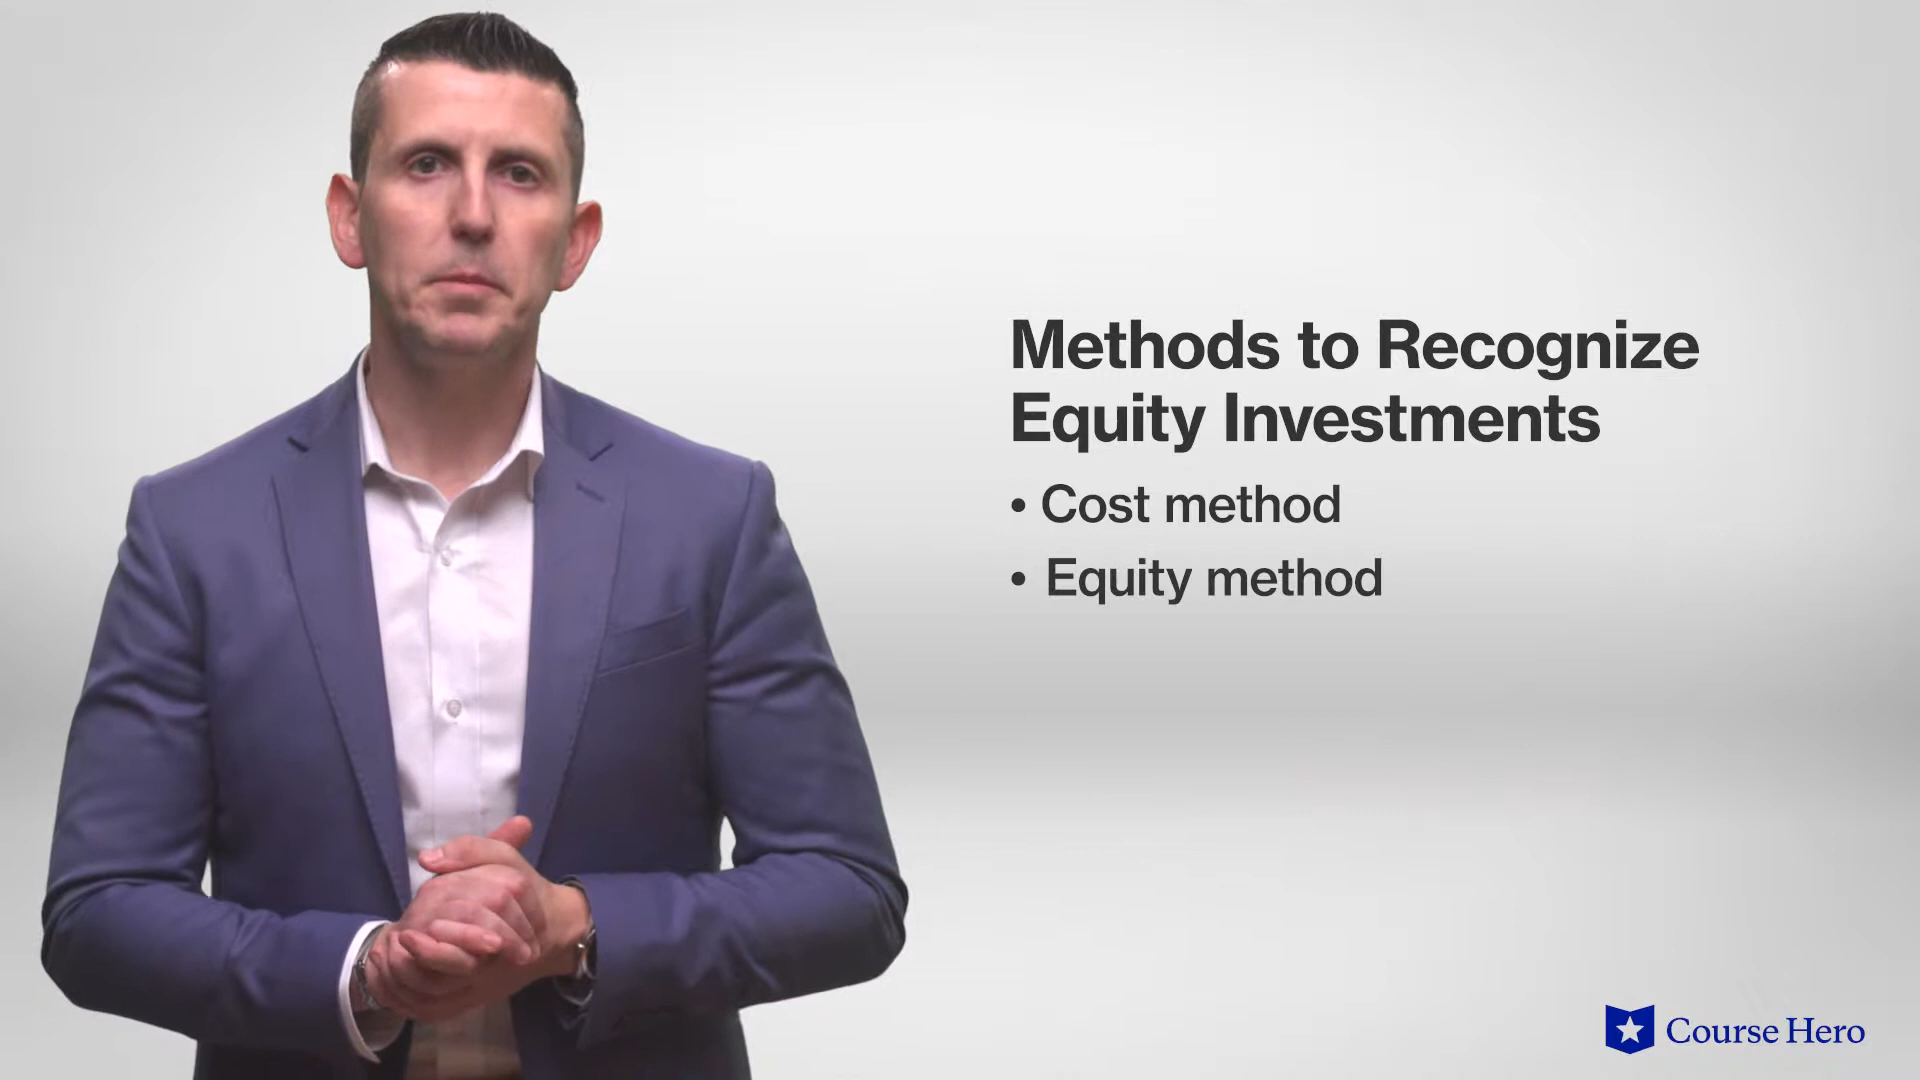 Methods to Recognize
Equity Investments
• Cost method
• Equity method
Course Hero